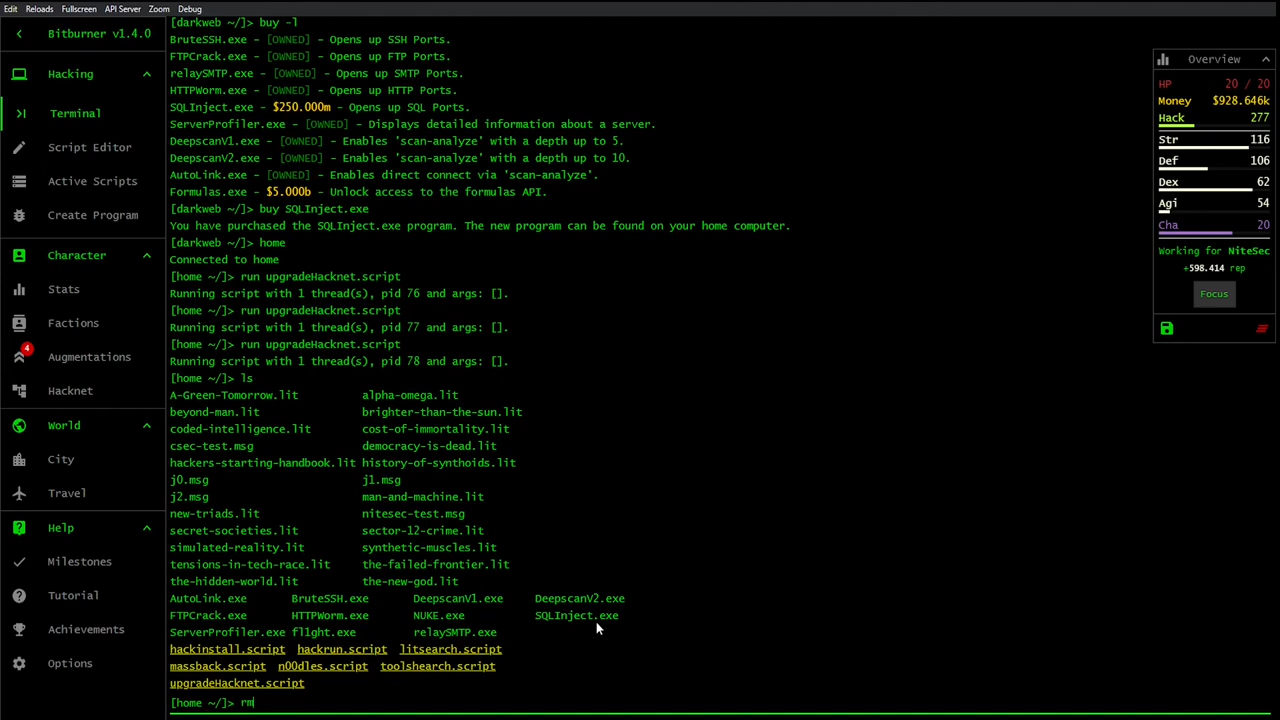 Edit Reloads Fullscreen API Server Zoom Debug
Bitburner v1.4.0
Hacking
Terminal
Script Editor
Active Scripts
Create Program
Character
Stats
Factions
4
Augmentations
Hacknet
World
City
Travel
Help
Milestones
Tutorial
Achievements
Options
[darkweb ~/]> buy -l
BruteSSH.exe - [OWNED] - Opens up SSH Ports.
FTPCrack.exe - [OWNED] - Opens up FTP Ports.
relaySMTP.exe - [OWNED] - Opens up SMTP Ports.
HTTPWorm.exe - [OWNED] - Opens up HTTP Ports.
SQLInject.exe - $250.000m - Opens up SQL Ports.
ServerProfiler.exe - [OWNED] - Displays detailed information about a server.
DeepscanV1.exe - [OWNED] - Enables 'scan-analyze' with a depth up to 5.
DeepscanV2.exe - [OWNED] - Enables 'scan-analyze' with a depth up to 10.
AutoLink.exe - [OWNED] - Enables direct connect via 'scan-analyze'.
Formulas.exe - $5.000b - Unlock access to the formulas API.
[darkweb ~/]> buy SQLInject.exe
You have purchased the SQLInject.exe program. The new program can be found on your home computer.
[darkweb ~/]> home
Connected to home
[home ~/]> run upgradeHacknet.script
Running script with 1 thread(s), pid 76 and args: [].
[home ~/]> run upgradeHacknet.script
Running script with 1 thread(s), pid 77 and args: [].
[home ~/]> run upgradeHacknet.script
Running script with 1 thread(s), pid 78 and args: [].
[home ~/]> ls
A-Green-Tomorrow.lit alpha-omega.lit
beyond-man.lit brighter-than-the-sun.lit
coded-intelligence.lit cost-of-immortality.lit
csec-test.msg democracy-is-dead.lit
hackers-starting-handbook.lit history-of-synthoids.lit
j0.msg j1.msg
j2.msg man-and-machine.lit
new-triads.lit nitesec-test.msg
secret-societies.lit sector-12-crime.lit
simulated-reality.lit synthetic-muscles.lit
tensions-in-tech-race.lit the-failed-frontier.lit
the-hidden-world.lit the-new-god.lit
AutoLink.exe BruteSSH.exe DeepscanV1.exe DeepscanV2.exe
FTPCrack.exe HTTPWorm.exe NUKE.exe SQLInject.exe
ServerProfiler.exe fl1ght.exe relaySMTP.exe
hackinstall.script hackrun.script litsearch.script
massback.script n00dles.script toolshearch.script
upgradeHacknet.script
[home ~/]> rm
Overview
HP 20 / 20
Money $928.646k
Hack 277
Str 116
Def 106
Dex 62
Agi 54
Cha 20
Working for NiteSec
+598.414 rep
Focus